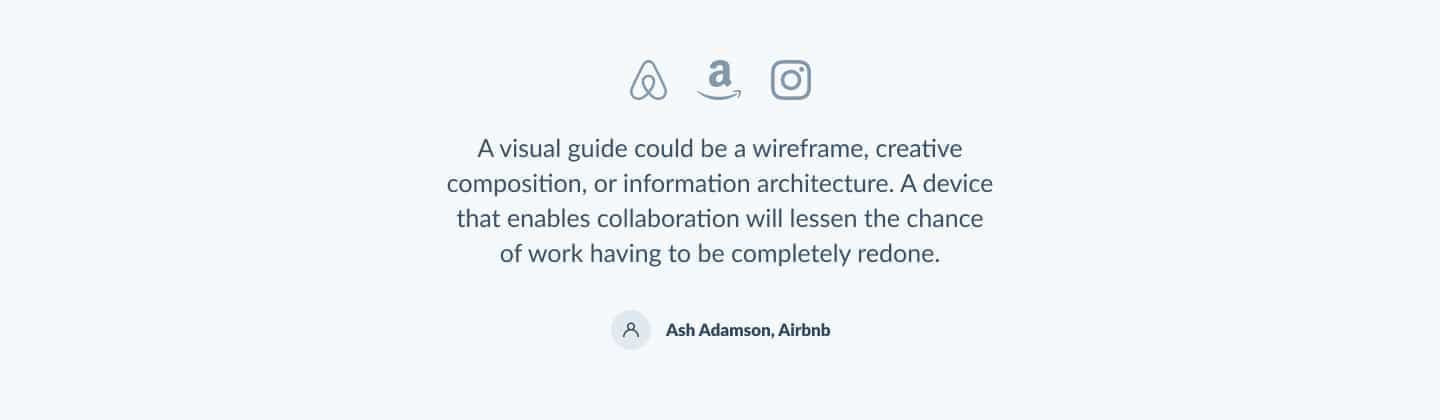 A visual guide could be a wireframe, creative
composition, or information architecture. A device
that enables collaboration will lessen the chance
of work having to be completely redone.
Ash Adamson, Airbnb